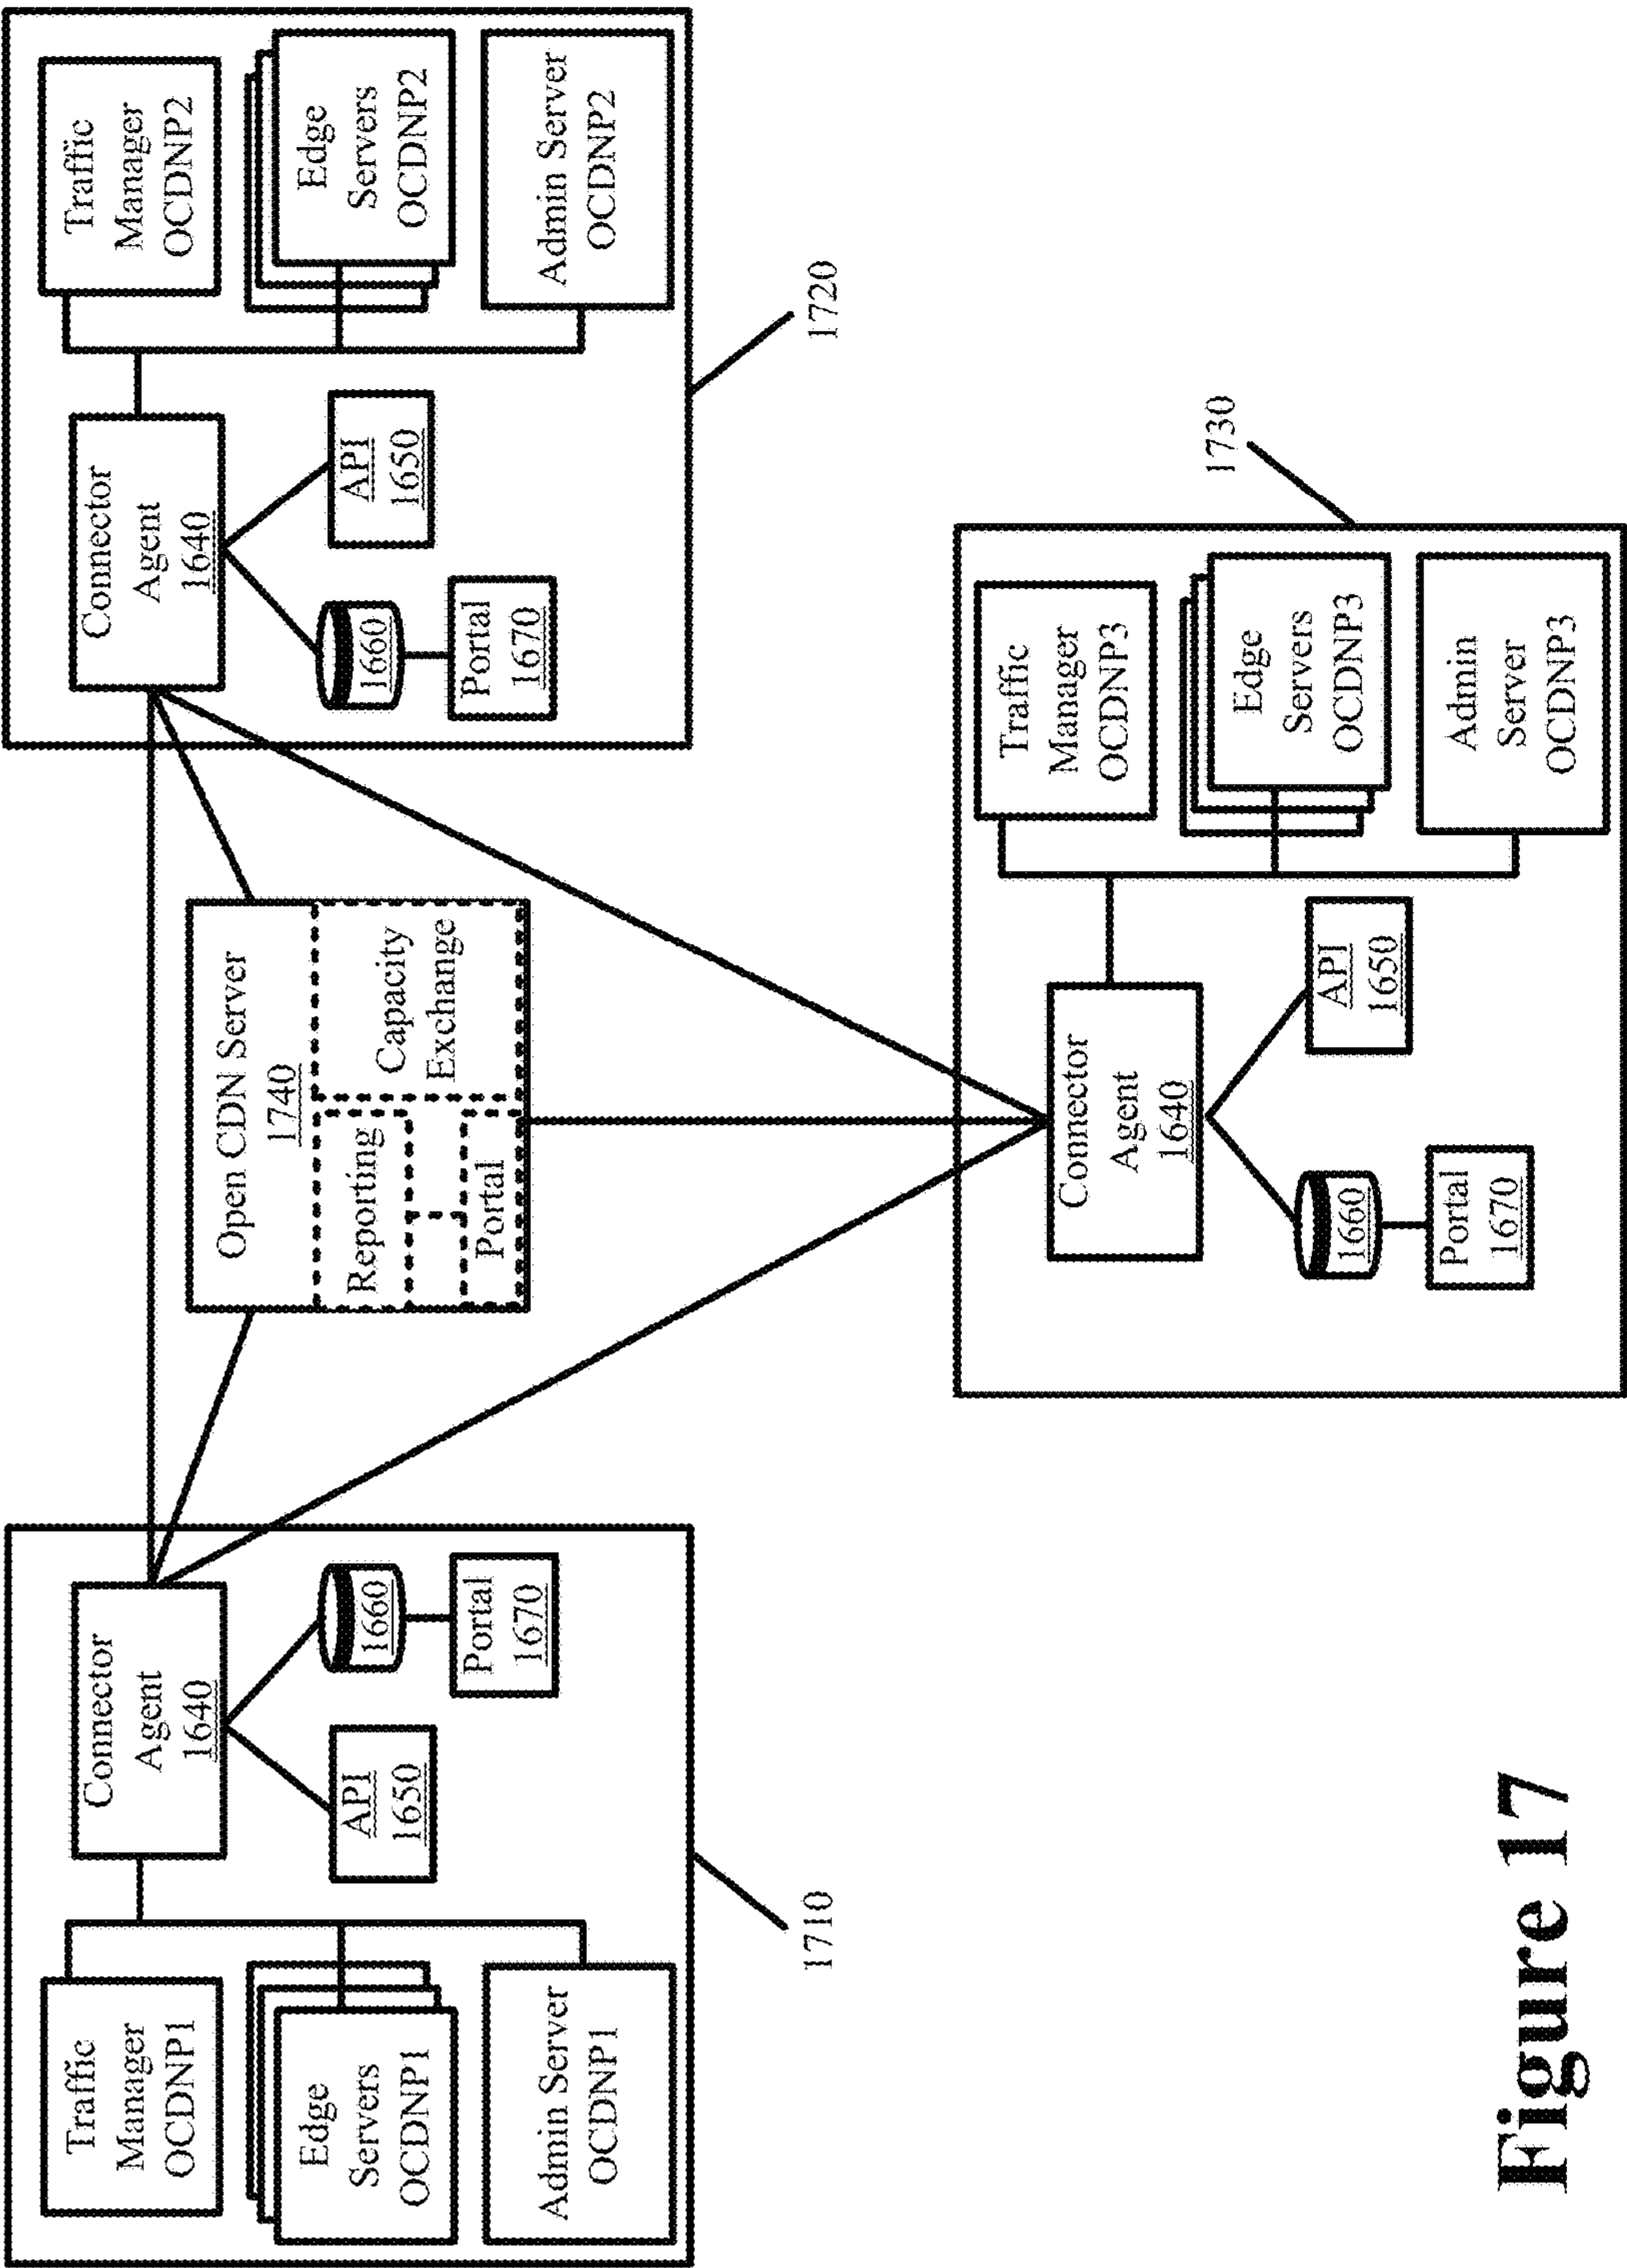 Traffic
Manager
OCDNP1
Edge
Servers
OCDNP1
Admin Server
OCDNP1
Connector
Agent
1640
API
1650
1660
Portal
1670
1710
Open CDN Server
1740
Reporting
Portal
Capacity
Exchange
Connector
Agent
1640
1660
Portal
1670
API
1650
Traffic
Manager
OCDNP2
Edge
Servers
OCDNP2
Admin Server
OCDNP2
1720
Connector
Agent
1640
1660
Portal
1670
API
1650
Traffic
Manager
OCDNP3
Edge
Servers
OCDNP3
Admin
Server
OCDNP3
1730
Figure 17